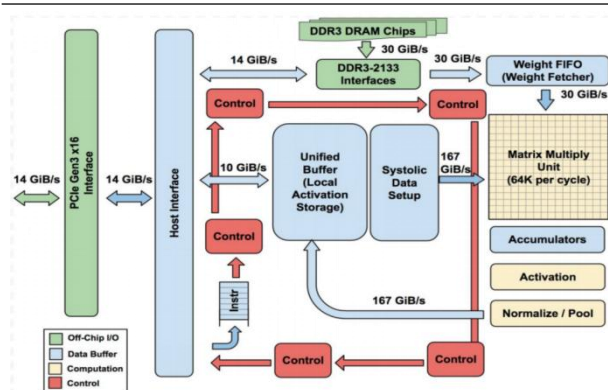 DDR3 DRAM Chips
30 GiB/s
14 GiB/s
DDR3-2133
Interfaces
30 GiB/s
Weight FIFO
(Weight Fetcher)
30 GiB/s
Control
Control
PCIe Gen3 x16
Interface
14 GiB/s
14 GiB/s
Host Interface
10 GiB/s
Unified
Buffer
(Local
Activation
Storage)
Systolic
Data
Setup
167
GiB/s
Matrix Multiply
Unit
(64K per cycle)
Control
Accumulators
Activation
Instr
167 GiB/s
Normalize / Pool
Off-Chip I/O
Data Buffer
Computation
Control
Control
Control